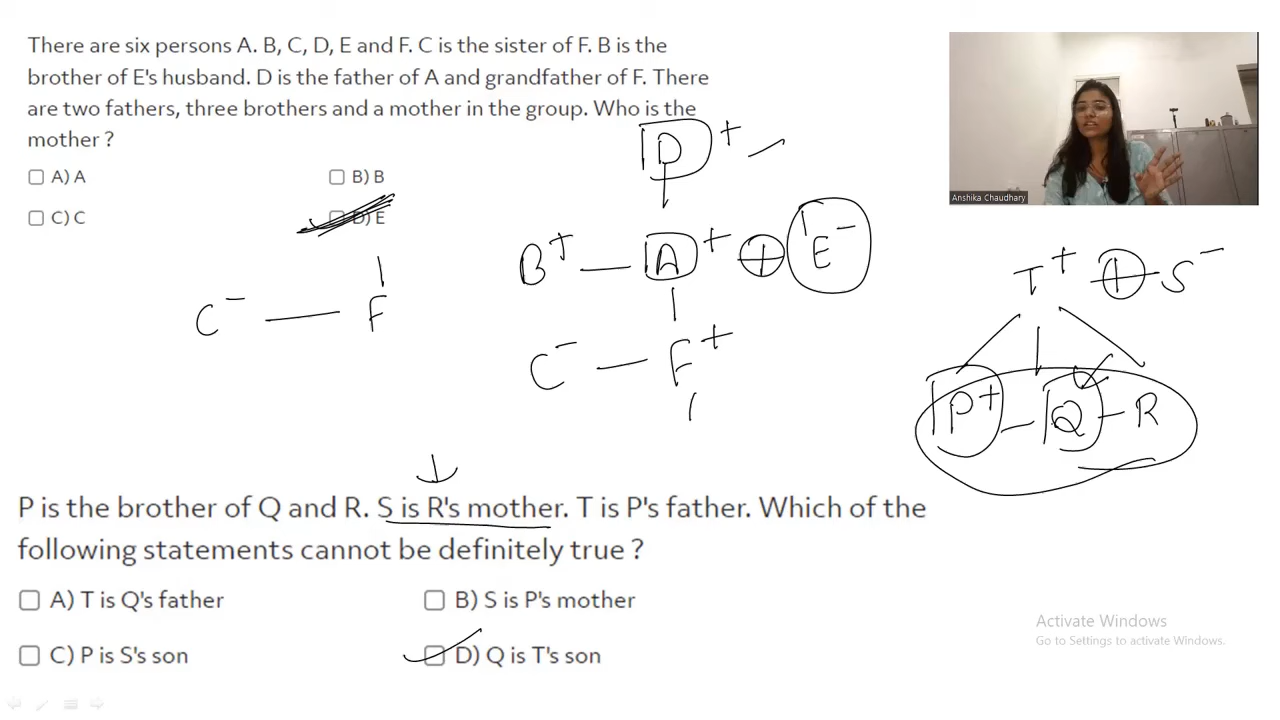 There are six persons A. B, C, D, E and F. C is the sister of F. B is the
brother of E's husband. D is the father of A and grandfather of F. There
are two fathers, three brothers and a mother in the group. Who is the
mother ?
A) A
B) B
C) C
D) E
D +
B + — A + E -
C - — F
C - — F +
Anshika Chaudhary
T + S -
P + - Q - R
P is the brother of Q and R. S is R's mother. T is P's father. Which of the
following statements cannot be definitely true ?
A) T is Q's father
B) S is P's mother
C) P is S's son
D) Q is T's son
Activate Windows
Go to Settings to activate Windows.